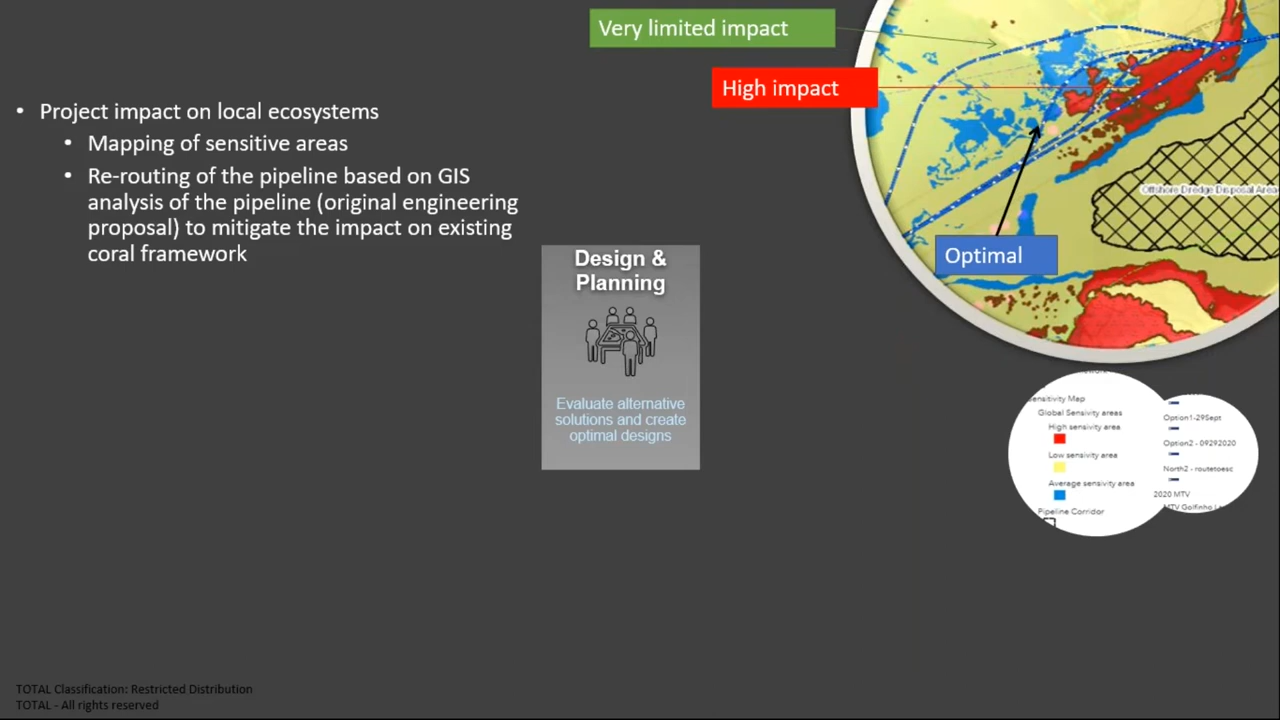 Very limited impact
High impact
• Project impact on local ecosystems
• Mapping of sensitive areas
• Re-routing of the pipeline based on GIS
analysis of the pipeline (original engineering
proposal) to mitigate the impact on existing
coral framework
Offshore Dredge Disposal Area
Optimal
Design &
Planning
Evaluate alternative
solutions and create
optimal designs
Sensitivity Map
Global Sensivity areas
High sensivity area
Low sensivity area
Average sensivity area
Pipeline Corridor
Option1-29Sept
Option2 - 09292020
North2 - routetoesc
2020 MTV
MTV Golfinho
TOTAL Classification: Restricted Distribution
TOTAL - All rights reserved